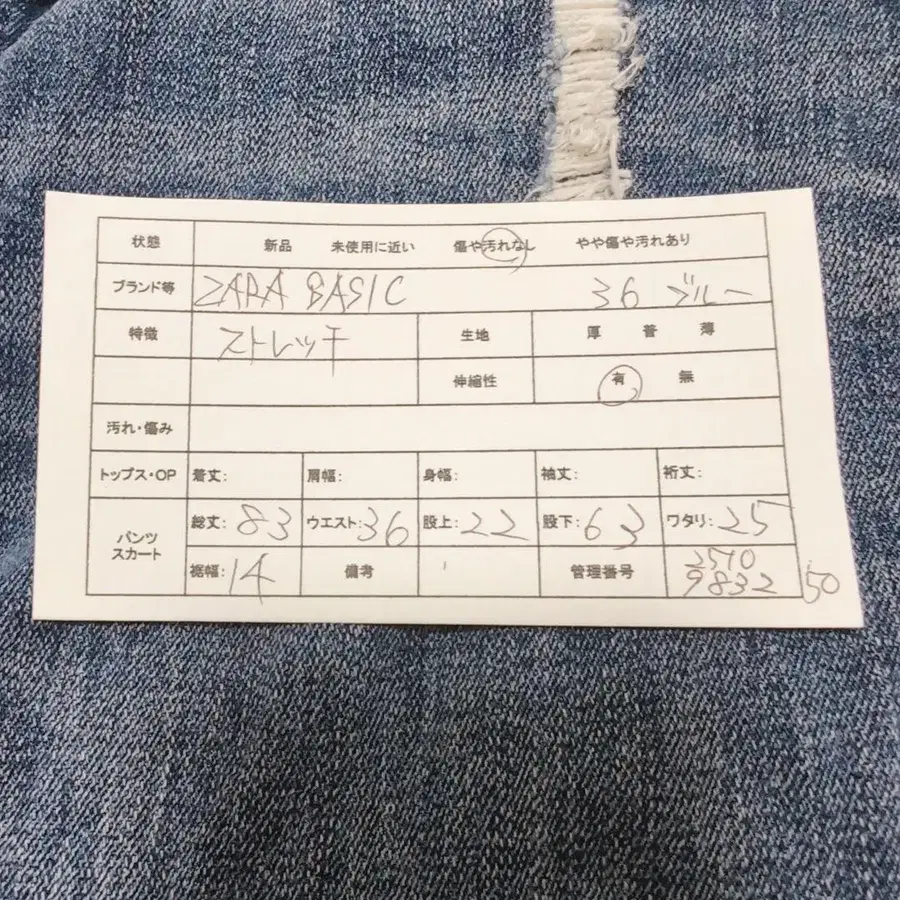 状態 新品 未使用に近い 傷や汚れなし やや傷や汚れあり
ブランド等 ZARA BASIC 36 ブルー
特徴 ストレッチ 生地 厚 普 薄
伸縮性 有 無
汚れ・傷み
トップス・OP 着丈: 肩幅: 身幅: 袖丈: 裄丈:
パンツ スカート 総丈:83 ウエスト:36 股上:22 股下:63 ワタリ:25
裾幅:14 備考 管理番号 2510
9832 50